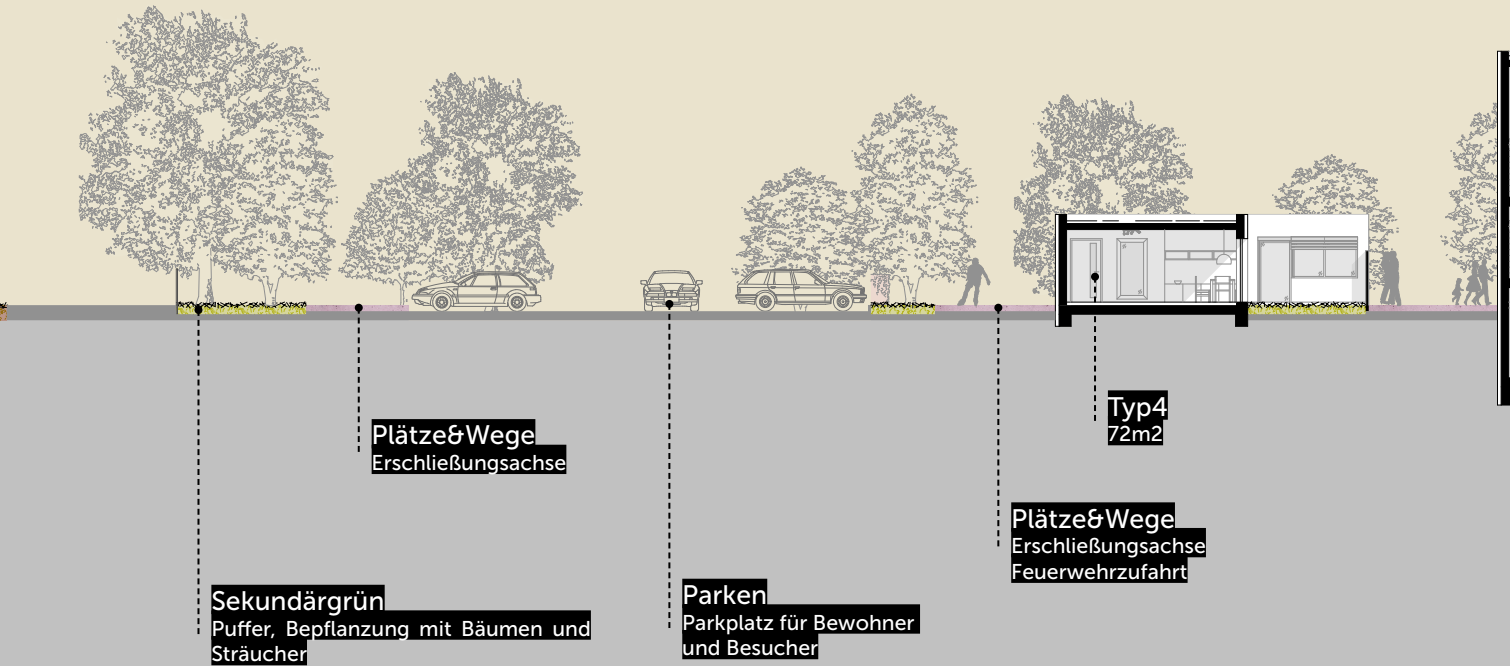 Plätze&Wege
Erschließungsachse
Sekundärgrün
Puffer, Bepflanzung mit Bäumen und
Sträucher
Parken
Parkplatz für Bewohner
und Besucher
Plätze&Wege
Erschließungsachse
Feuerwehrzufahrt
Typ4
72m2